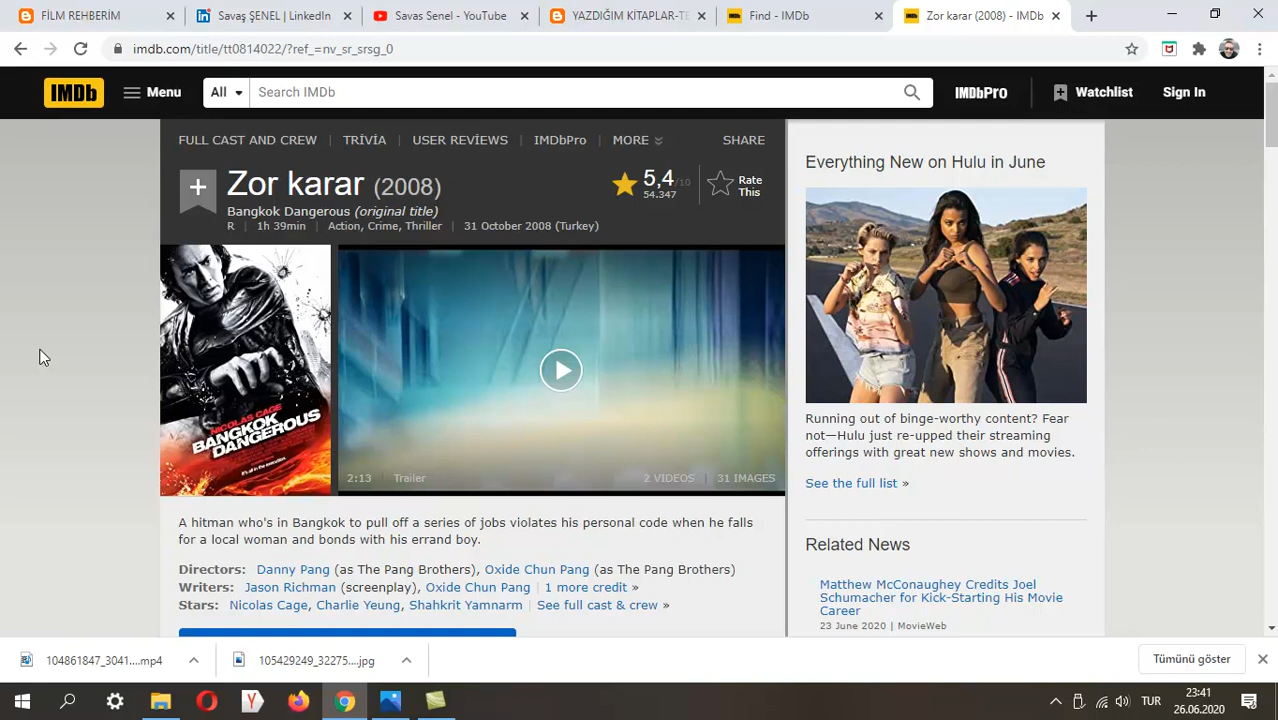 FİLM REHBERİM
Savaş ŞENEL | LinkedIn
Savas Senel - YouTube
YAZDIĞIM KİTAPLAR-TE
Find - IMDb
Zor karar (2008) - IMDb
imdb.com/title/tt0814022/?ref_=nv_sr_srsg_0
IMDb
Menu
All
Search IMDb
IMDbPro
Watchlist
Sign In
FULL CAST AND CREW | TRİVİA | USER REVİEWS | IMDbPro | MORE
SHARE
Zor karar (2008)
5,4/10
54.347
Rate
This
Bangkok Dangerous (original title)
R | 1h 39min | Action, Crime, Thriller | 31 October 2008 (Turkey)
NICOLAS CAGE
BANGKOK
DANGEROUS
It's all in the execution.
2:13 Trailer
2 VIDEOS | 31 IMAGES
A hitman who's in Bangkok to pull off a series of jobs violates his personal code when he falls
for a local woman and bonds with his errand boy.
Directors: Danny Pang (as The Pang Brothers), Oxide Chun Pang (as The Pang Brothers)
Writers: Jason Richman (screenplay), Oxide Chun Pang | 1 more credit »
Stars: Nicolas Cage, Charlie Yeung, Shahkrit Yamnarm | See full cast & crew »
Everything New on Hulu in June
Running out of binge-worthy content? Fear
not—Hulu just re-upped their streaming
offerings with great new shows and movies.
See the full list »
Related News
Matthew McConaughey Credits Joel
Schumacher for Kick-Starting His Movie
Career
23 June 2020 | MovieWeb
104861847_3041....mp4
105429249_32275....jpg
Tümünü göster
TUR
23:41
26.06.2020